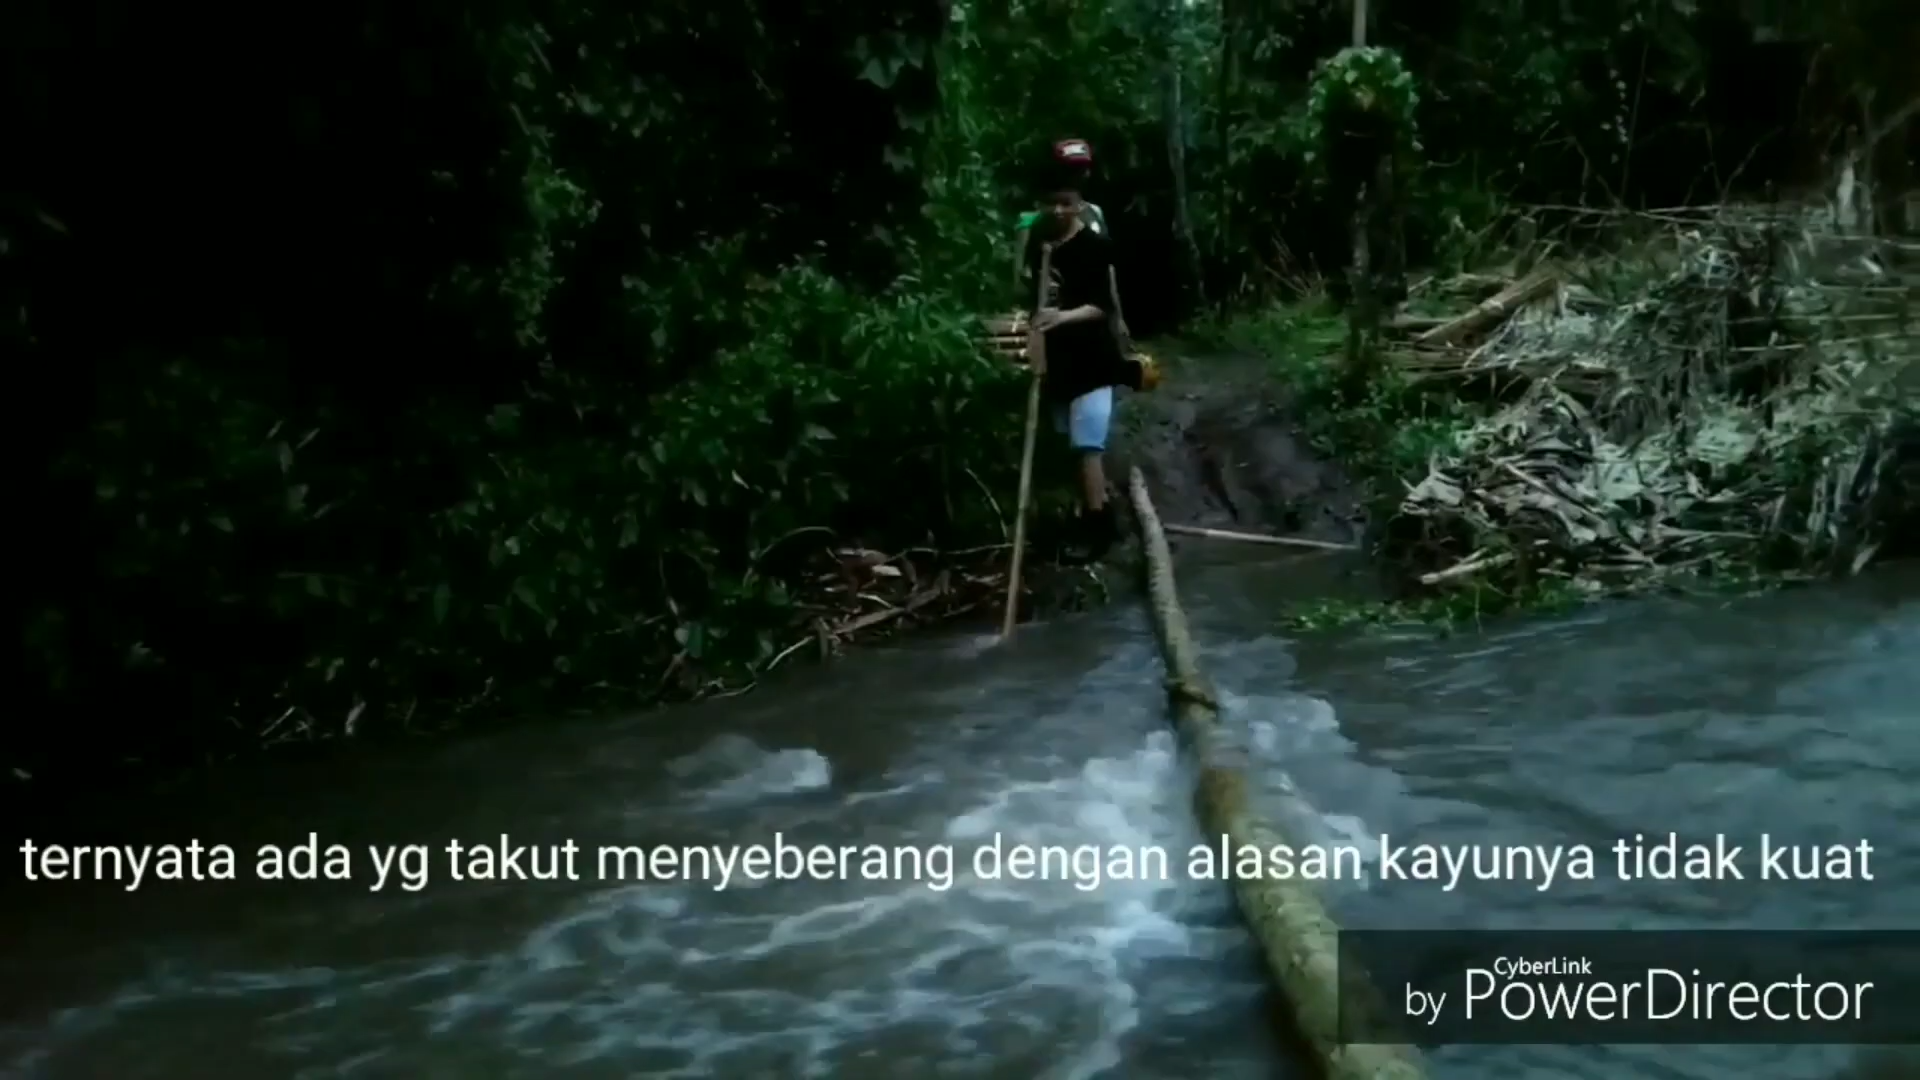 ternyata ada yg takut menyeberang dengan alasan kayunya tidak kuat
CyberLink
by PowerDirector